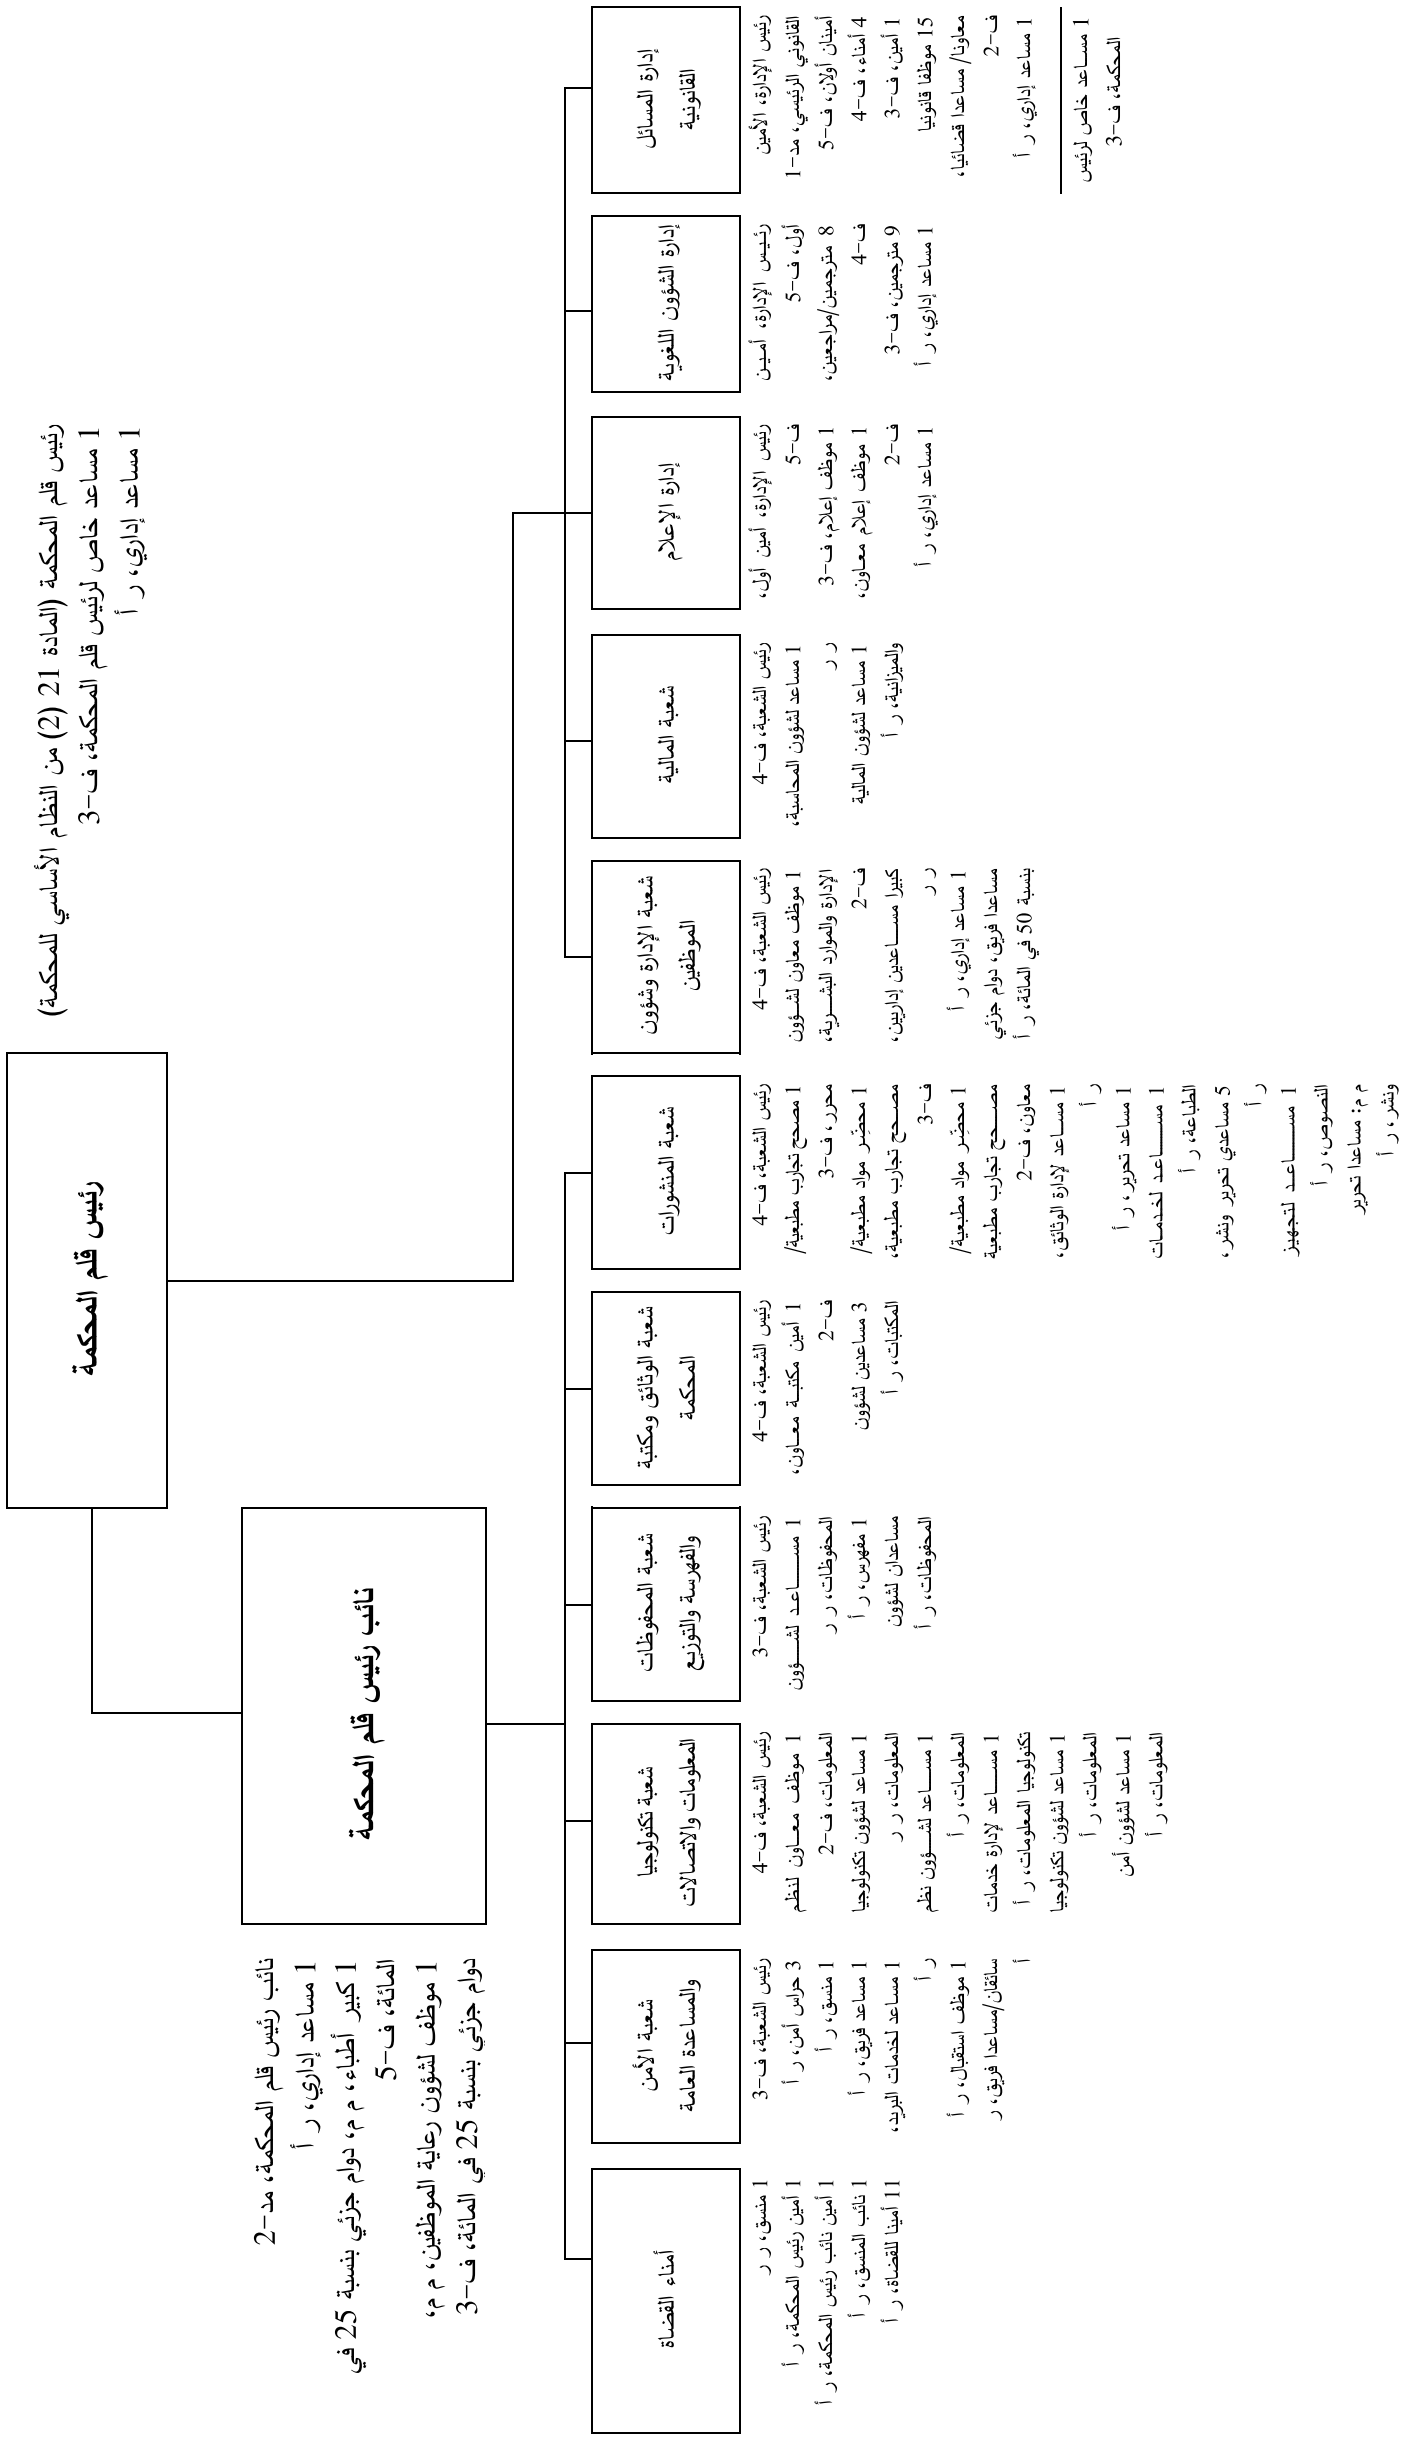 رئيس قلم المحكمة
رئيس قلم المحكمة (المادة 21 (2) من النظام الأساسي للمحكمة)
1 مساعد خاص لرئيس قلم المحكمة، ف-3
1 مساعد إداري، ر أ
نائب رئيس قلم المحكمة
نائب رئيس قلم المحكمة، مد-2
1 مساعد إداري، ر أ
1 كبير أطباء، م م، دوام جزئي بنسبة 25 في
المائة، ف-5
1 موظف لشؤون رعاية الموظفين، م م،
دوام جزئي بنسبة 25 في المائة، ف-3
إدارة المسائل
القانونية
رئيس الإدارة، الأمين
القانوني الرئيسي، مد-1
أمينان أولان، ف-5
4 أمناء، ف-4
1 أمين، ف-3
15 موظفا قانونيا
معاونا/ مساعدا قضائيا،
ف-2
1 مساعد إداري، ر أ
1 مساعد خاص لرئيس
المحكمة، ف-3
إدارة الشؤون اللغوية
رئيس الإدارة، أمين
أول، ف-5
8 مترجمين/مراجعين،
ف-4
9 مترجمين، ف-3
1 مساعد إداري، ر أ
إدارة الإعلام
رئيس الإدارة، أمين أول،
ف-5
1 موظف إعلام، ف-3
1 موظف إعلام معاون،
ف-2
1 مساعد إداري، ر أ
شعبة المالية
رئيس الشعبة، ف-4
1 مساعد لشؤون المحاسبة،
ر ر
1 مساعد لشؤون المالية
والميزانية، ر أ
شعبة الإدارة وشؤون
الموظفين
رئيس الشعبة، ف-4
1 موظف معاون لشؤون
الإدارة والموارد البشرية،
ف-2
كبيرا مساعدين إداريين،
ر ر
1 مساعد إداري، ر أ
مساعدا فريق، دوام جزئي
بنسبة 50 في المائة، ر أ
شعبة المنشورات
رئيس الشعبة، ف-4
1 مصحح تجارب مطبعية/
محرر، ف-3
1 محضِّر مواد مطبعية/
مصحح تجارب مطبعية،
ف-3
1 محضِّر مواد مطبعية/
مصحح تجارب مطبعية
معاون، ف-2
1 مساعد لإدارة الوثائق،
ر أ
1 مساعد تحرير، ر أ
1 مساعد لخدمات
الطباعة، ر أ
5 مساعدي تحرير ونشر،
ر أ
1 مساعد لتجهيز
النصوص، ر أ
م م: مساعدا تحرير
ونشر، ر أ
شعبة الوثائق ومكتبة
المحكمة
رئيس الشعبة، ف-4
1 أمين مكتبة معاون،
ف-2
3 مساعدين لشؤون
المكتبات، ر أ
شعبة المحفوظات
والفهرسة والتوزيع
رئيس الشعبة، ف-3
1 مساعد لشؤون
المحفوظات، ر ر
1 مفهرس، ر أ
مساعدان لشؤون
المحفوظات، ر أ
شعبة تكنولوجيا
المعلومات والاتصالات
رئيس الشعبة، ف-4
1 موظف معاون لنظم
المعلومات، ف-2
1 مساعد لشؤون تكنولوجيا
المعلومات، ر ر
1 مساعد لشؤون نظم
المعلومات، ر أ
1 مساعد لإدارة خدمات
تكنولوجيا المعلومات، ر أ
1 مساعد لشؤون تكنولوجيا
المعلومات، ر أ
1 مساعد لشؤون أمن
المعلومات، ر أ
شعبة الأمن
والمساعدة العامة
رئيس الشعبة، ف-3
3 حراس أمن، ر أ
1 منسق، ر أ
1 مساعد فريق، ر أ
1 مساعد لخدمات البريد،
ر أ
1 موظف استقبال، ر أ
سائقان/مساعدا فريق، ر
أ
أمناء القضاة
1 منسق، ر ر
1 أمين رئيس المحكمة، ر أ
1 أمين نائب رئيس المحكمة، ر أ
1 نائب المنسق، ر أ
11 أمينا للقضاة، ر أ